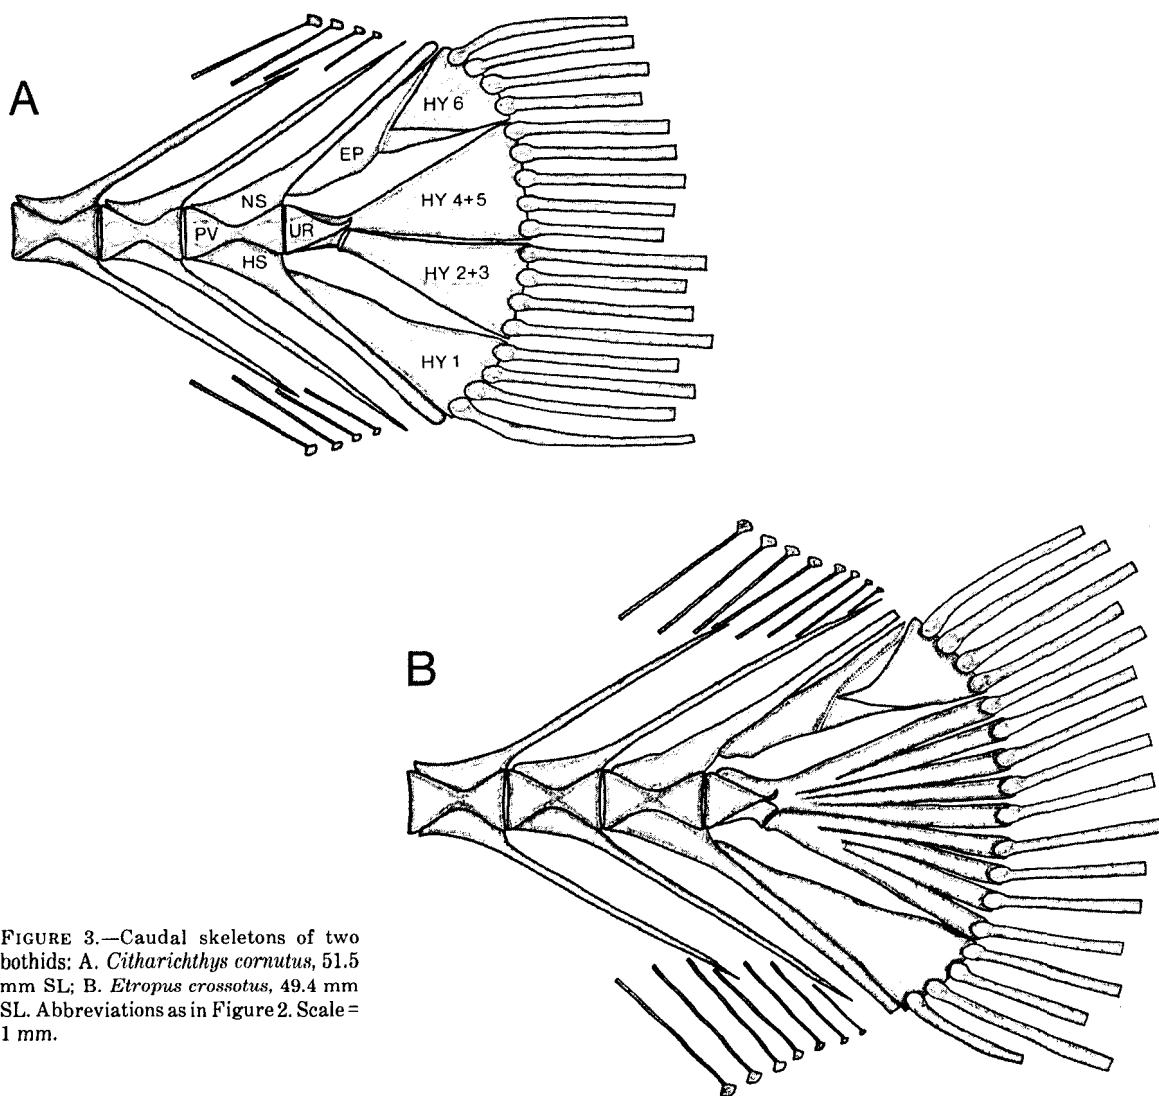 A
HY 6
EP
HY 4+5
NS
PV
UR
HS
HY 2+3
HY 1
B
FIGURE 3.—Caudal skeletons of two
bothids: A. Citharichthys cornutus, 51.5
mm SL; B. Etropus crossotus, 49.4 mm
SL. Abbreviations as in Figure 2. Scale =
1 mm.